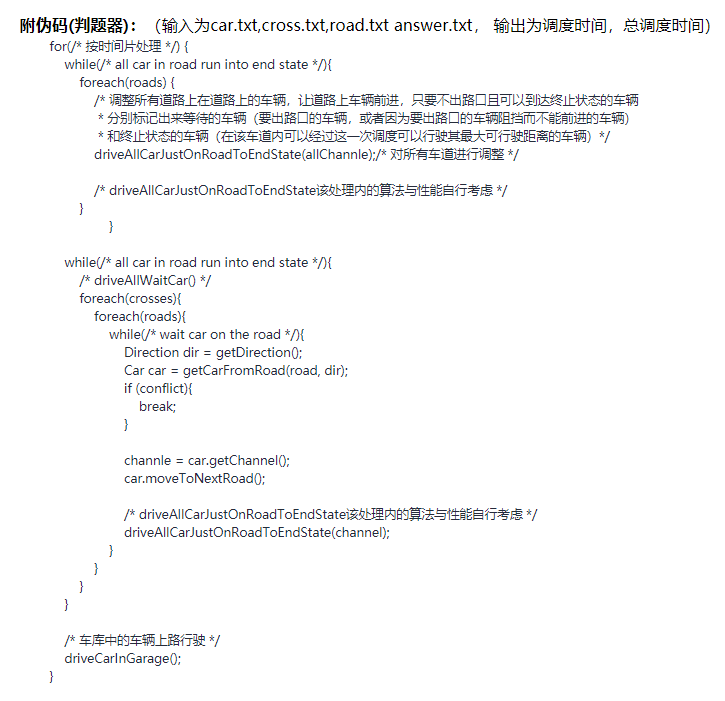 附伪码(判题器)：（输入为car.txt,cross.txt,road.txt answer.txt， 输出为调度时间，总调度时间）
for(/* 按时间片处理 */) {
while(/* all car in road run into end state */){
foreach(roads) {
/* 调整所有道路上在道路上的车辆，让道路上车辆前进，只要不出路口且可以到达终止状态的车辆
* 分别标记出来等待的车辆（要出路口的车辆，或者因为要出路口的车辆阻挡而不能前进的车辆）
* 和终止状态的车辆（在该车道内可以经过这一次调度可以行驶其最大可行驶距离的车辆）*/
driveAllCarJustOnRoadToEndState(allChannle);/* 对所有车道进行调整 */
/* driveAllCarJustOnRoadToEndState该处理内的算法与性能自行考虑 */
}
}
while(/* all car in road run into end state */){
/* driveAllWaitCar() */
foreach(crosses){
foreach(roads){
while(/* wait car on the road */){
Direction dir = getDirection();
Car car = getCarFromRoad(road, dir);
if (conflict){
break;
}
channle = car.getChannel();
car.moveToNextRoad();
/* driveAllCarJustOnRoadToEndState该处理内的算法与性能自行考虑 */
driveAllCarJustOnRoadToEndState(channel);
}
}
}
}
/* 车库中的车辆上路行驶 */
driveCarInGarage();
}